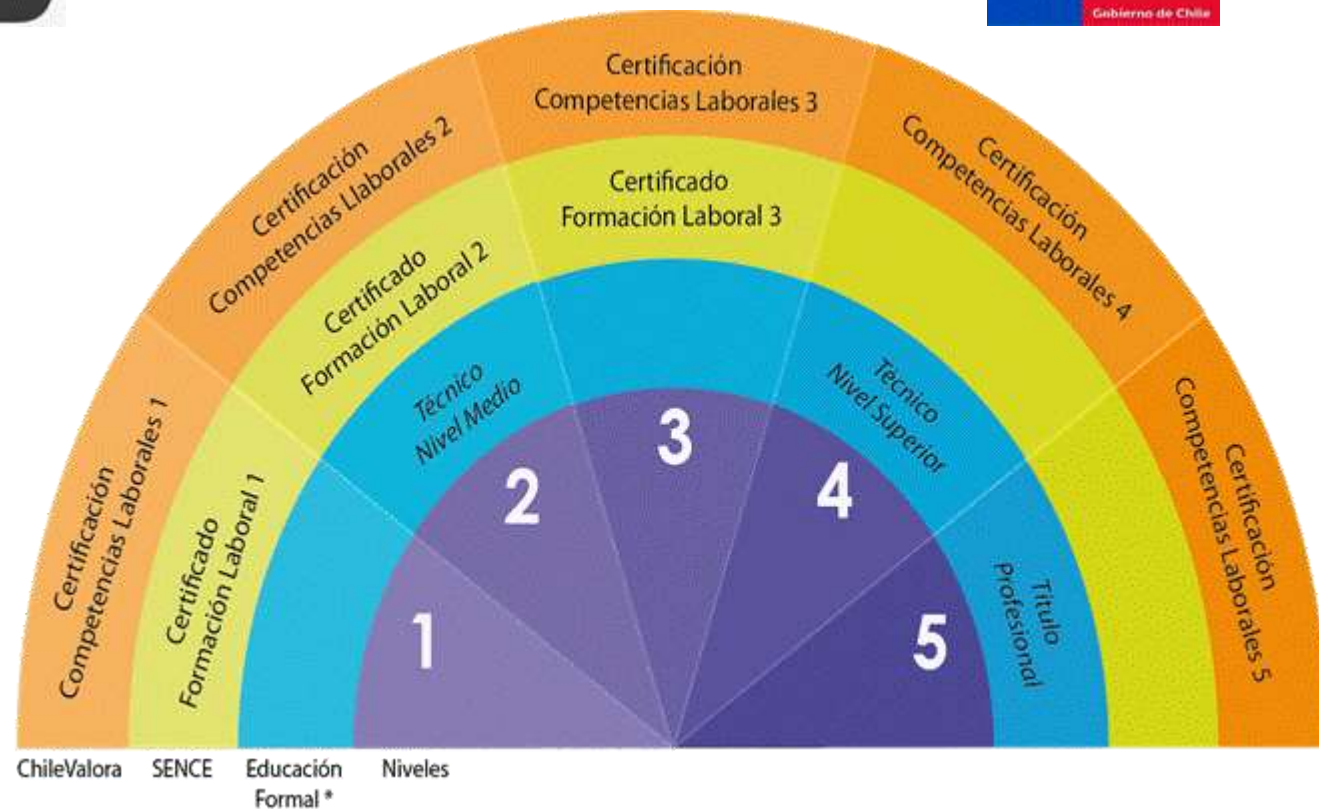 Gobierno de Chile
Certificación
Competencias Laborales 1
Certificación
Competencias Llaborales 2
Certificación
Competencias Laborales 3
Certificación
Competencias Laborales 4
Certificación
Competencias Laborales 5
Certificado
Formación Laboral 1
Certificado
Formación Laboral 2
Certificado
Formación Laboral 3
Técnico
Nivel Medio
Técnico
Nivel Superior
Título
Profesional
1
2
3
4
5
ChileValora
SENCE
Educación
Formal *
Niveles